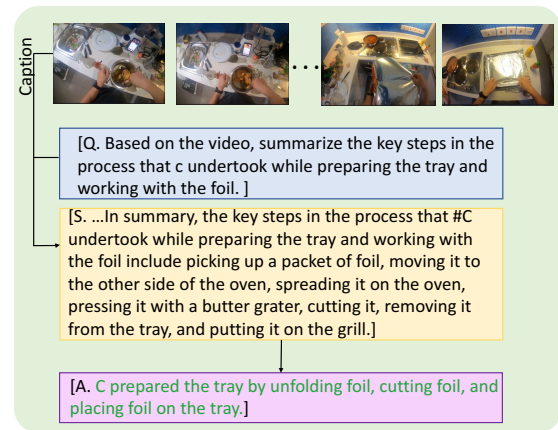 Caption
[Q. Based on the video, summarize the key steps in the
process that c undertook while preparing the tray and
working with the foil. ]
[S. ...In summary, the key steps in the process that #C
undertook while preparing the tray and working with
the foil include picking up a packet of foil, moving it to
the other side of the oven, spreading it on the oven,
pressing it with a butter grater, cutting it, removing it
from the tray, and putting it on the grill.]
[A. C prepared the tray by unfolding foil, cutting foil, and
placing foil on the tray.]